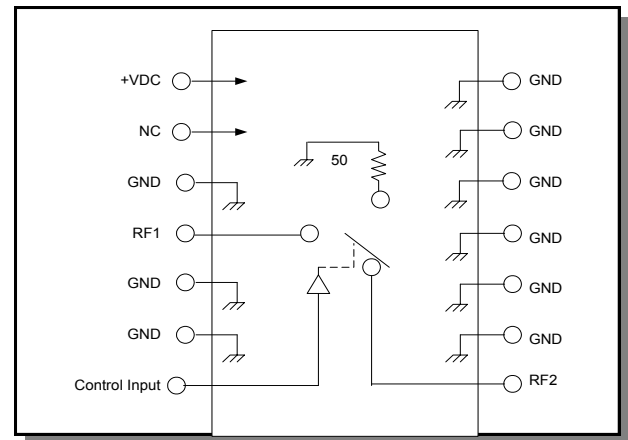 +VDC
NC
GND
RF1
GND
GND
Control Input
50
GND
GND
GND
GND
GND
GND
RF2